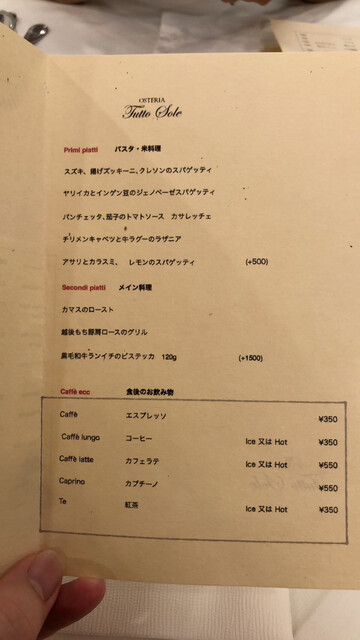 OSTERIA
Tutto Sole
Primi piatti パスタ・米料理
スズキ、揚げズッキーニ、クレソンのスパゲッティ
ヤリイカとインゲン豆のジェノベーゼスパゲッティ
パンチェッタ、茄子のトマトソース カサレッチェ
チリメンキャベツと牛ラグーのラザニア
アサリとカラスミ、 レモンのスパゲッティ (+500)
Secondi piatti メイン料理
カマスのロースト
越後もち豚肩ロースのグリル
黒毛和牛ランイチのビステッカ 120g (+1500)
Caffè ecc 食後のお飲み物
Caffè エスプレッソ ¥350
Caffè lungo コーヒー Ice 又は Hot ¥350
Caffè latte カフェラテ Ice 又は Hot ¥550
Caprino カプチーノ ¥550
Te 紅茶 Ice 又は Hot ¥350